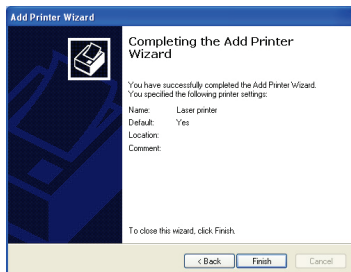 Add Printer Wizard
Completing the Add Printer
Wizard
You have successfully completed the Add Printer Wizard.
You specified the following printer settings:
Name: Laser printer
Default: Yes
Location:
Comment:
To close this wizard, click Finish.
< Back Finish Cancel